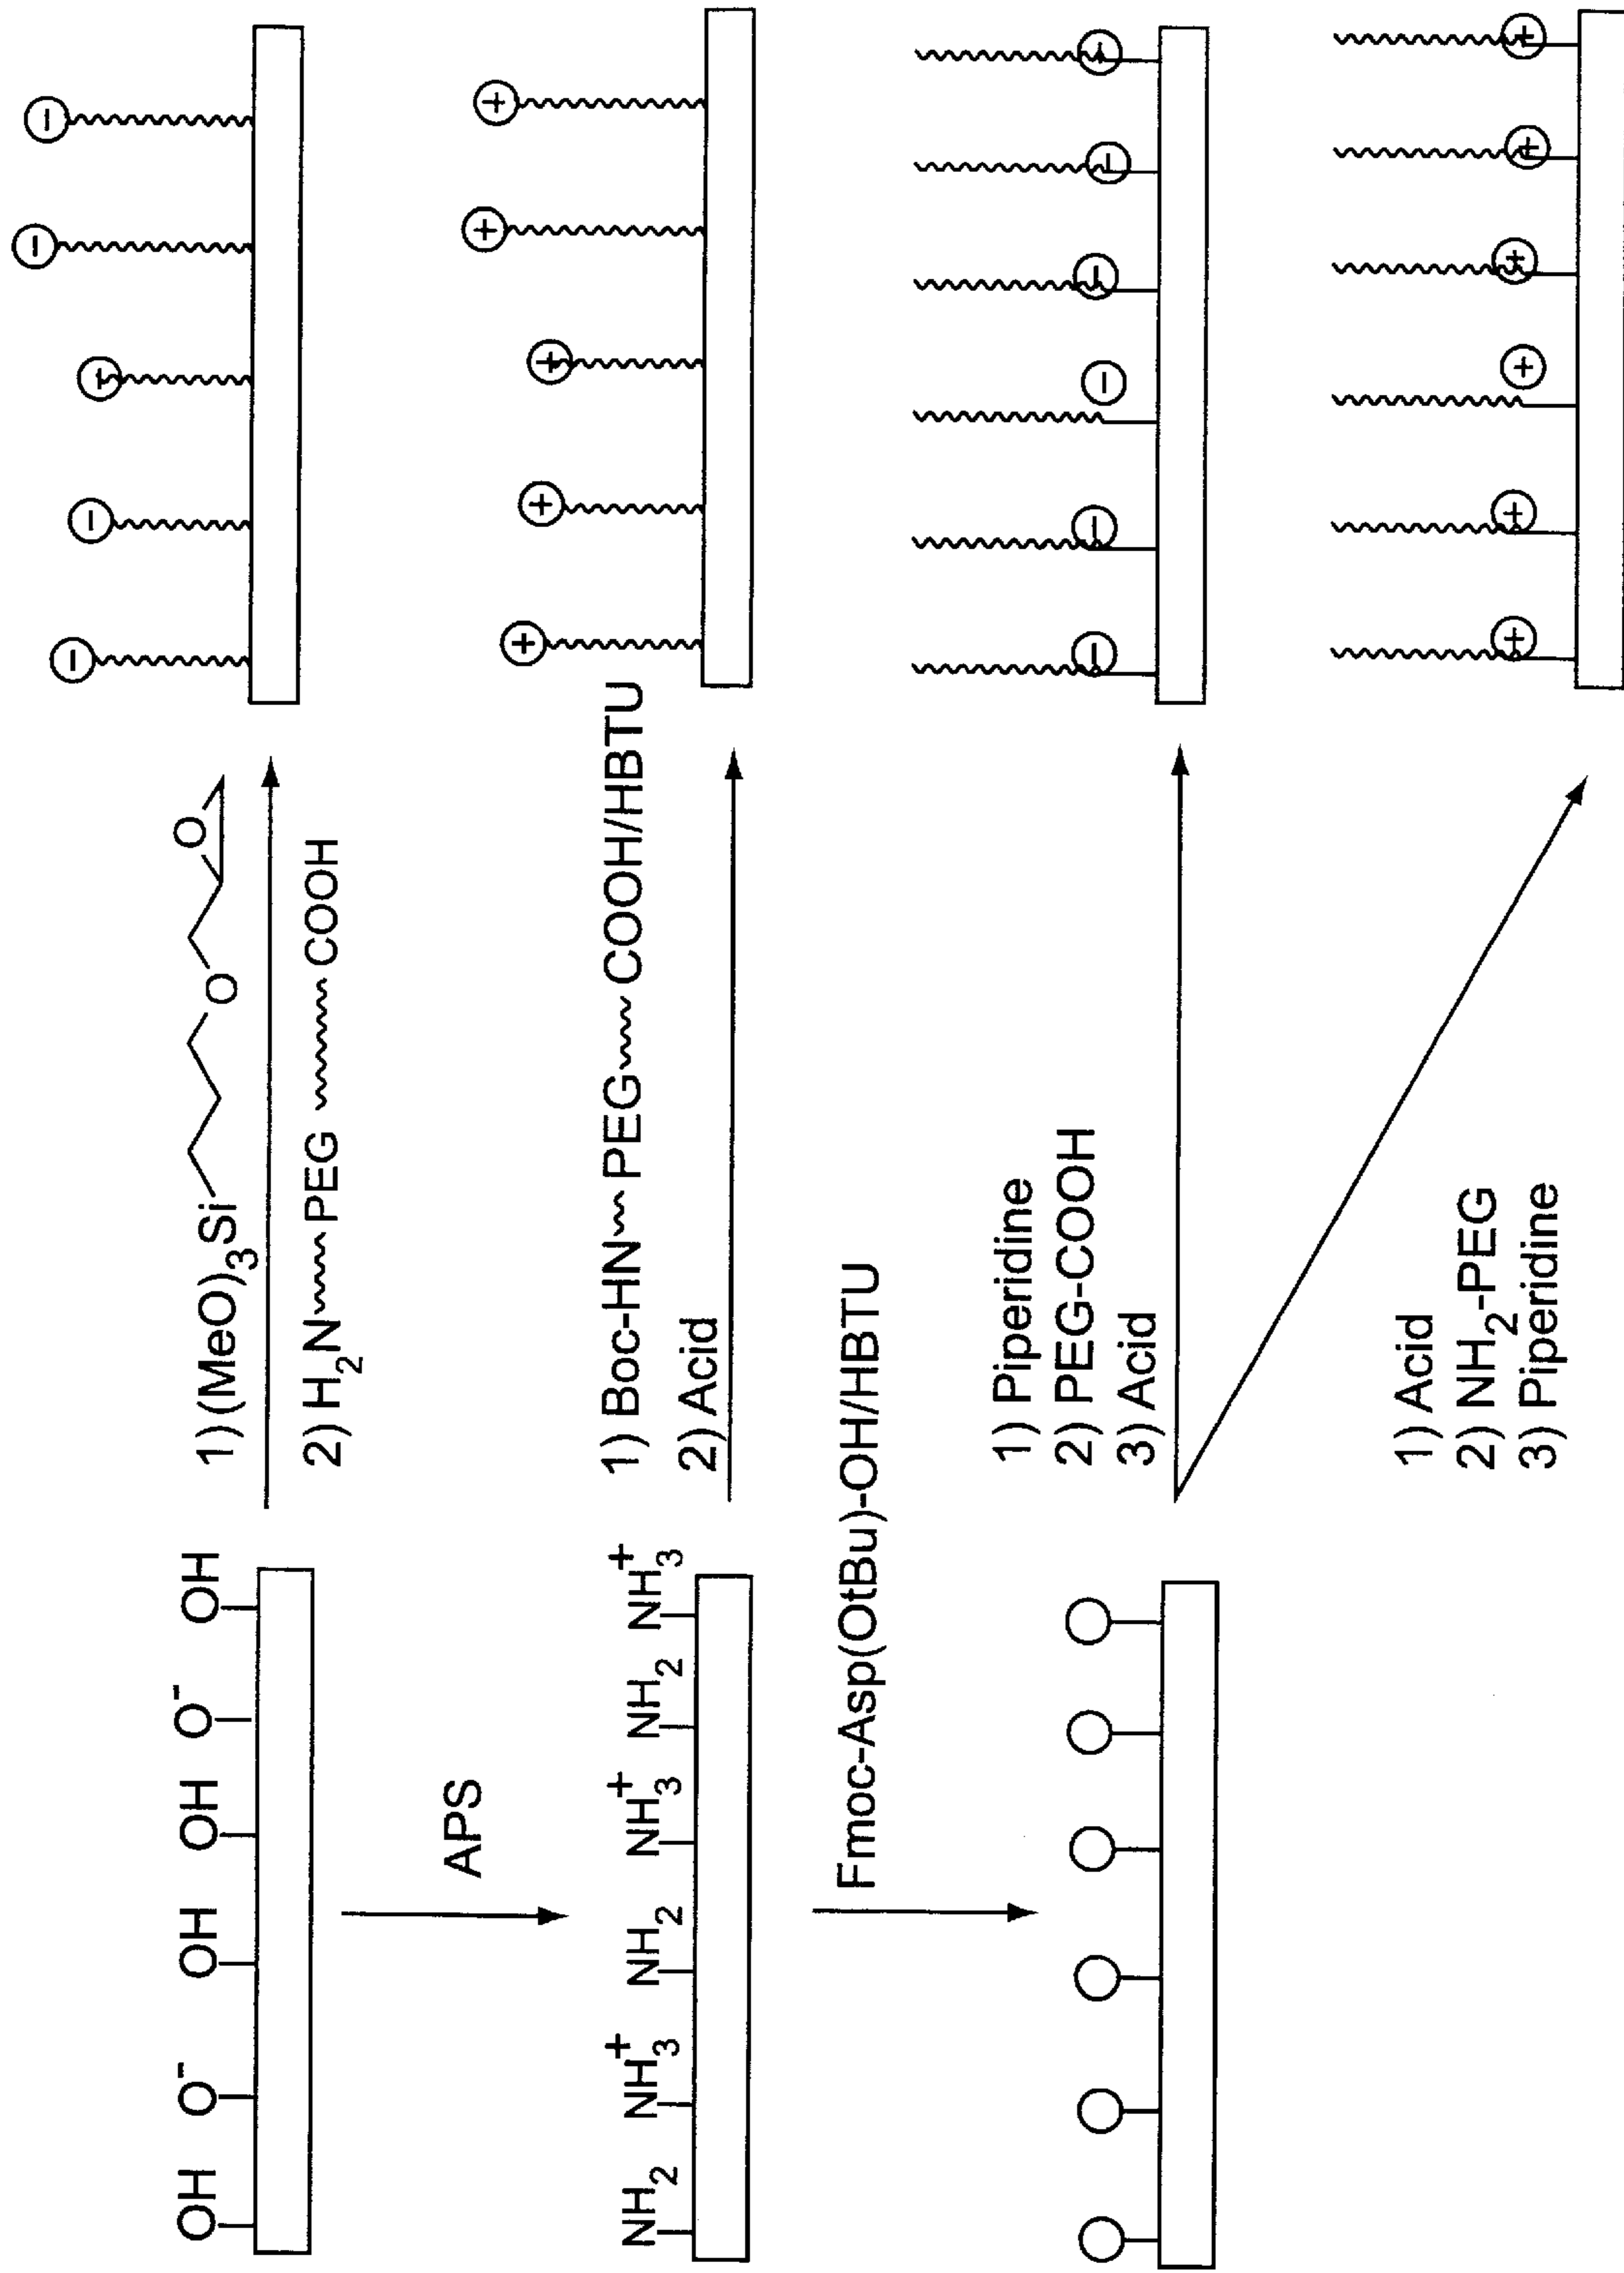 OH O⁻ OH OH O⁻ OH
1) (MeO)₃Si O O
2) H₂N PEG COOH
⊖ ⊖ ⊖ ⊖ ⊖
APS
NH₂ NH₃⁺ NH₂ NH₃⁺ NH₂ NH₃⁺
1) Boc-HN PEG COOH/HBTU
2) Acid
⊕ ⊕ ⊕ ⊕ ⊕
Fmoc-Asp(OtBu)-OH/HBTU
1) Piperidine
2) PEG-COOH
3) Acid
⊖ ⊖ ⊖ ⊖ ⊖ ⊖
1) Acid
2) NH₂-PEG
3) Piperidine
⊕ ⊕ ⊕ ⊕ ⊕ ⊕